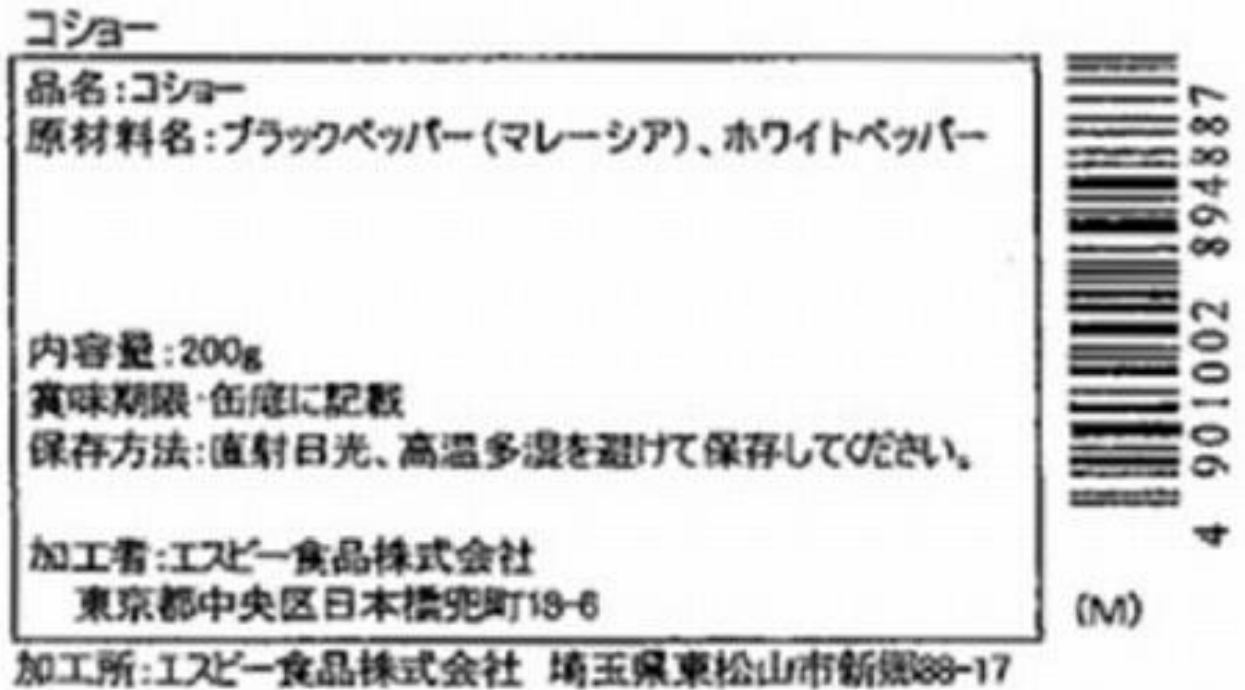 コショー
品名:コショー
原材料名:ブラックペッパー(マレーシア)、ホワイトペッパー
内容量:200g
賞味期限・缶底に記載
保存方法:直射日光、高温多湿を避けて保存してください。
加工者:エスビー食品株式会社
東京都中央区日本橋兜町18-6
加工所:エスビー食品株式会社 埼玉県東松山市新郷88-17
4 901002 894887
(M)